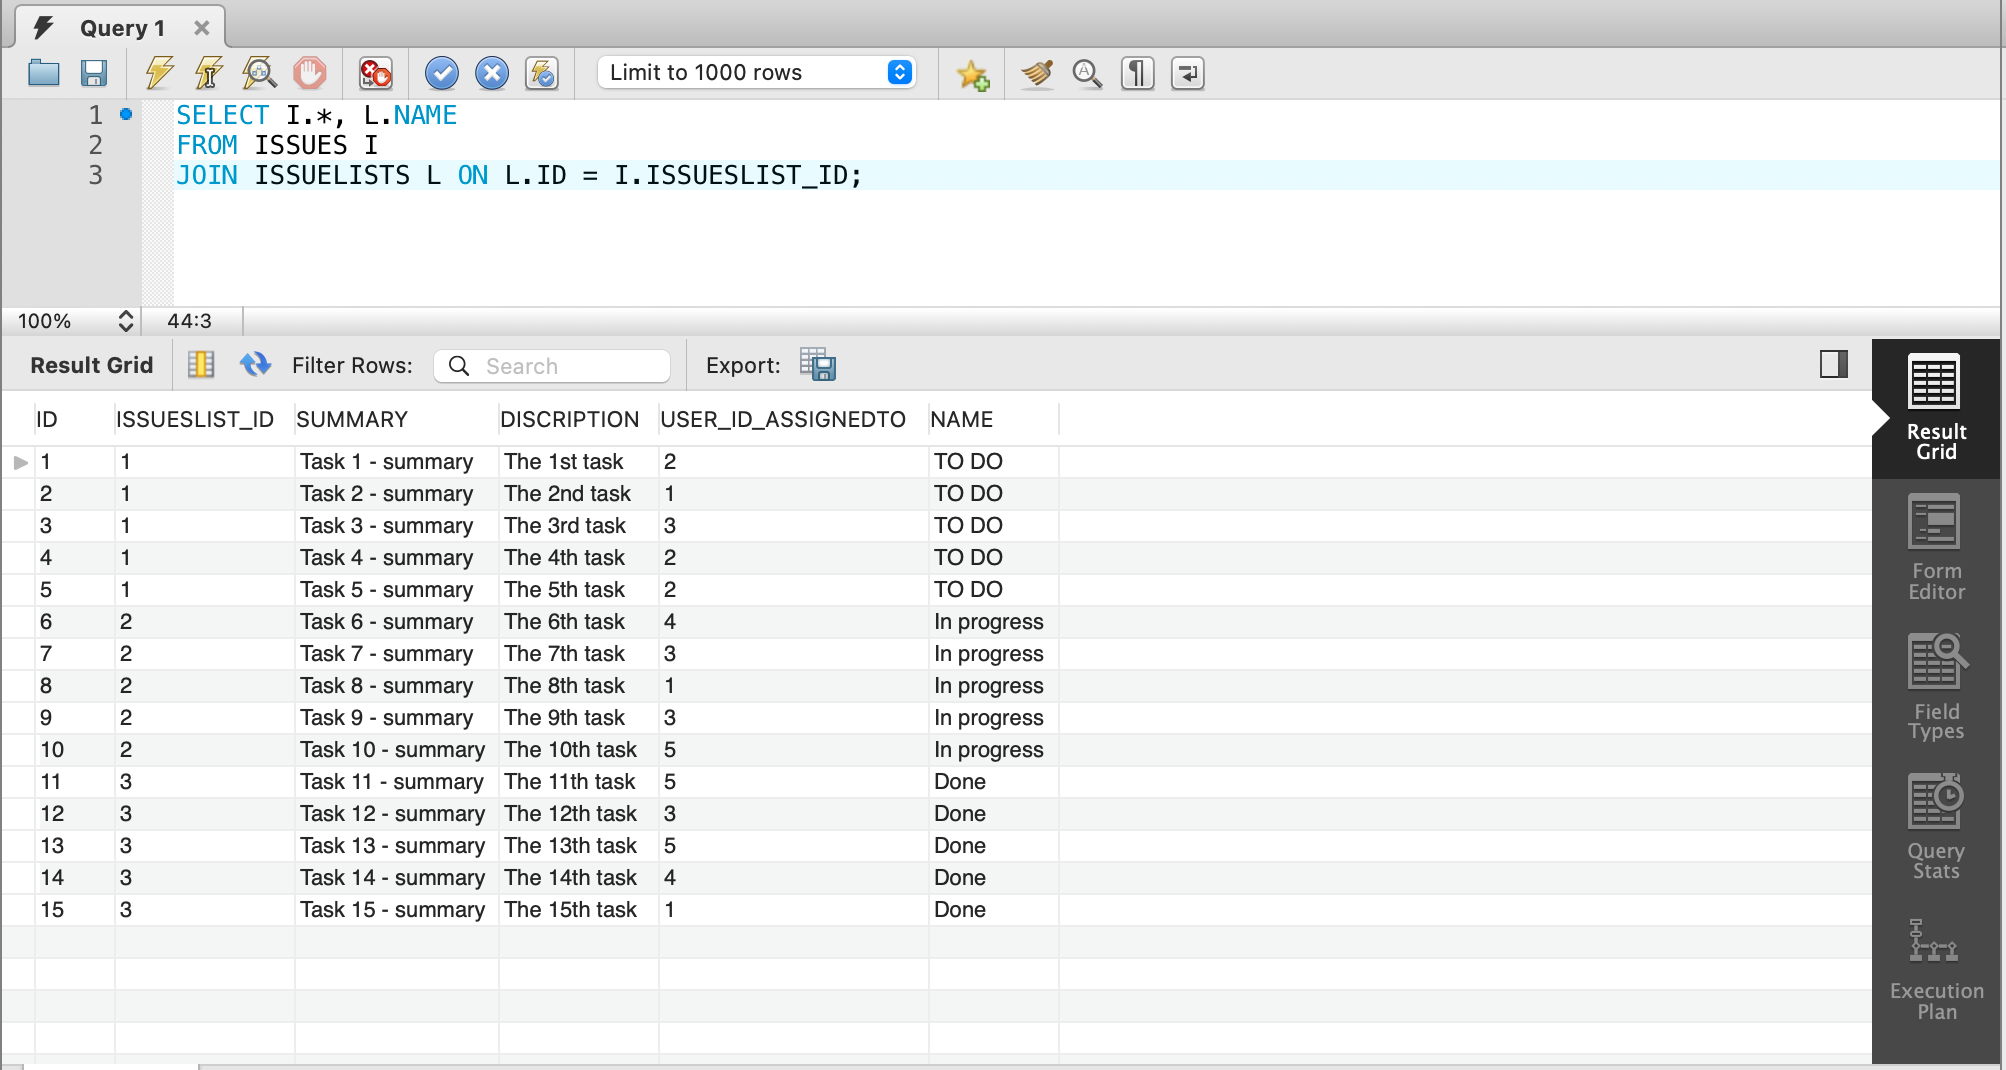 Query 1
Limit to 1000 rows
1 SELECT I.*, L.NAME
2 FROM ISSUES I
3 JOIN ISSUELISTS L ON L.ID = I.ISSUESLIST_ID;
100% 44:3
Result Grid Filter Rows: Search Export:
ID ISSUESLIST_ID SUMMARY DISCRIPTION USER_ID_ASSIGNEDTO NAME
1 1 Task 1 - summary The 1st task 2 TO DO
2 1 Task 2 - summary The 2nd task 1 TO DO
3 1 Task 3 - summary The 3rd task 3 TO DO
4 1 Task 4 - summary The 4th task 2 TO DO
5 1 Task 5 - summary The 5th task 2 TO DO
6 2 Task 6 - summary The 6th task 4 In progress
7 2 Task 7 - summary The 7th task 3 In progress
8 2 Task 8 - summary The 8th task 1 In progress
9 2 Task 9 - summary The 9th task 3 In progress
10 2 Task 10 - summary The 10th task 5 In progress
11 3 Task 11 - summary The 11th task 5 Done
12 3 Task 12 - summary The 12th task 3 Done
13 3 Task 13 - summary The 13th task 5 Done
14 3 Task 14 - summary The 14th task 4 Done
15 3 Task 15 - summary The 15th task 1 Done
Result
Grid
Form
Editor
Field
Types
Query
Stats
Execution
Plan